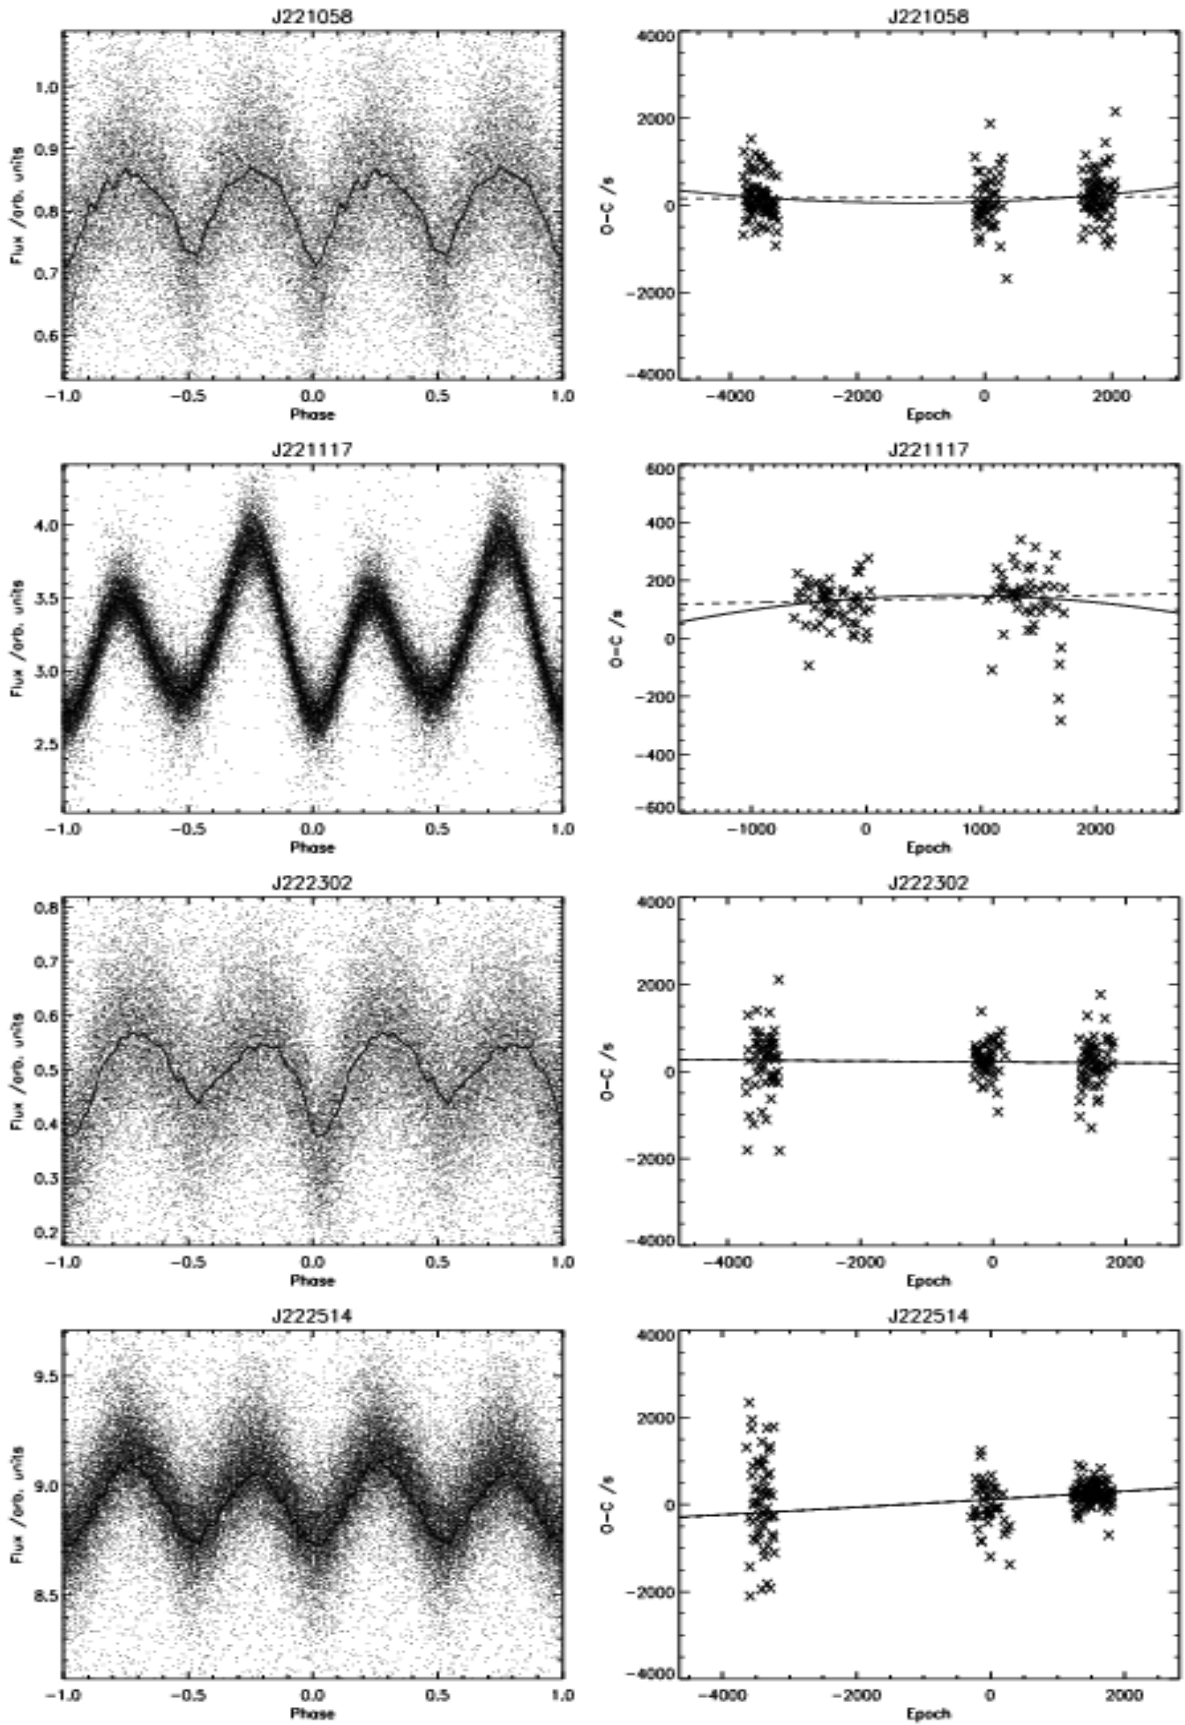 J221058
1.0
0.9
0.8
0.7
0.6
Flux /arb. units
-1.0 -0.5 0.0 0.5 1.0
Phase
J221058
4000
2000
0
-2000
-4000
O-C /s
-4000 -2000 0 2000
Epoch
J221117
4.0
3.5
3.0
2.5
Flux /arb. units
-1.0 -0.5 0.0 0.5 1.0
Phase
J221117
600
400
200
0
-200
-400
-600
O-C /s
-1000 0 1000 2000
Epoch
J222302
0.8
0.7
0.6
0.5
0.4
0.3
0.2
Flux /arb. units
-1.0 -0.5 0.0 0.5 1.0
Phase
J222302
4000
2000
0
-2000
-4000
O-C /s
-4000 -2000 0 2000
Epoch
J222514
9.5
9.0
8.5
Flux /arb. units
-1.0 -0.5 0.0 0.5 1.0
Phase
J222514
4000
2000
0
-2000
-4000
O-C /s
-4000 -2000 0 2000
Epoch